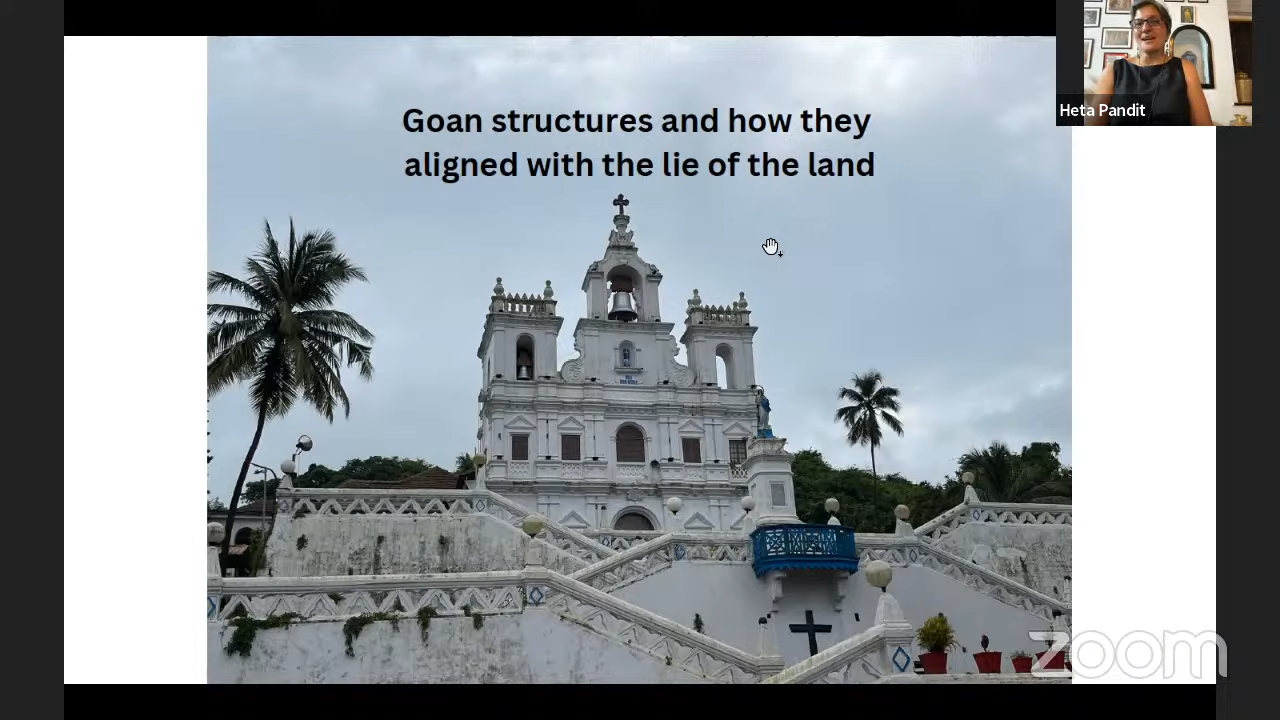 Goan structures and how they
aligned with the lie of the land
Heta Pandit
zoom